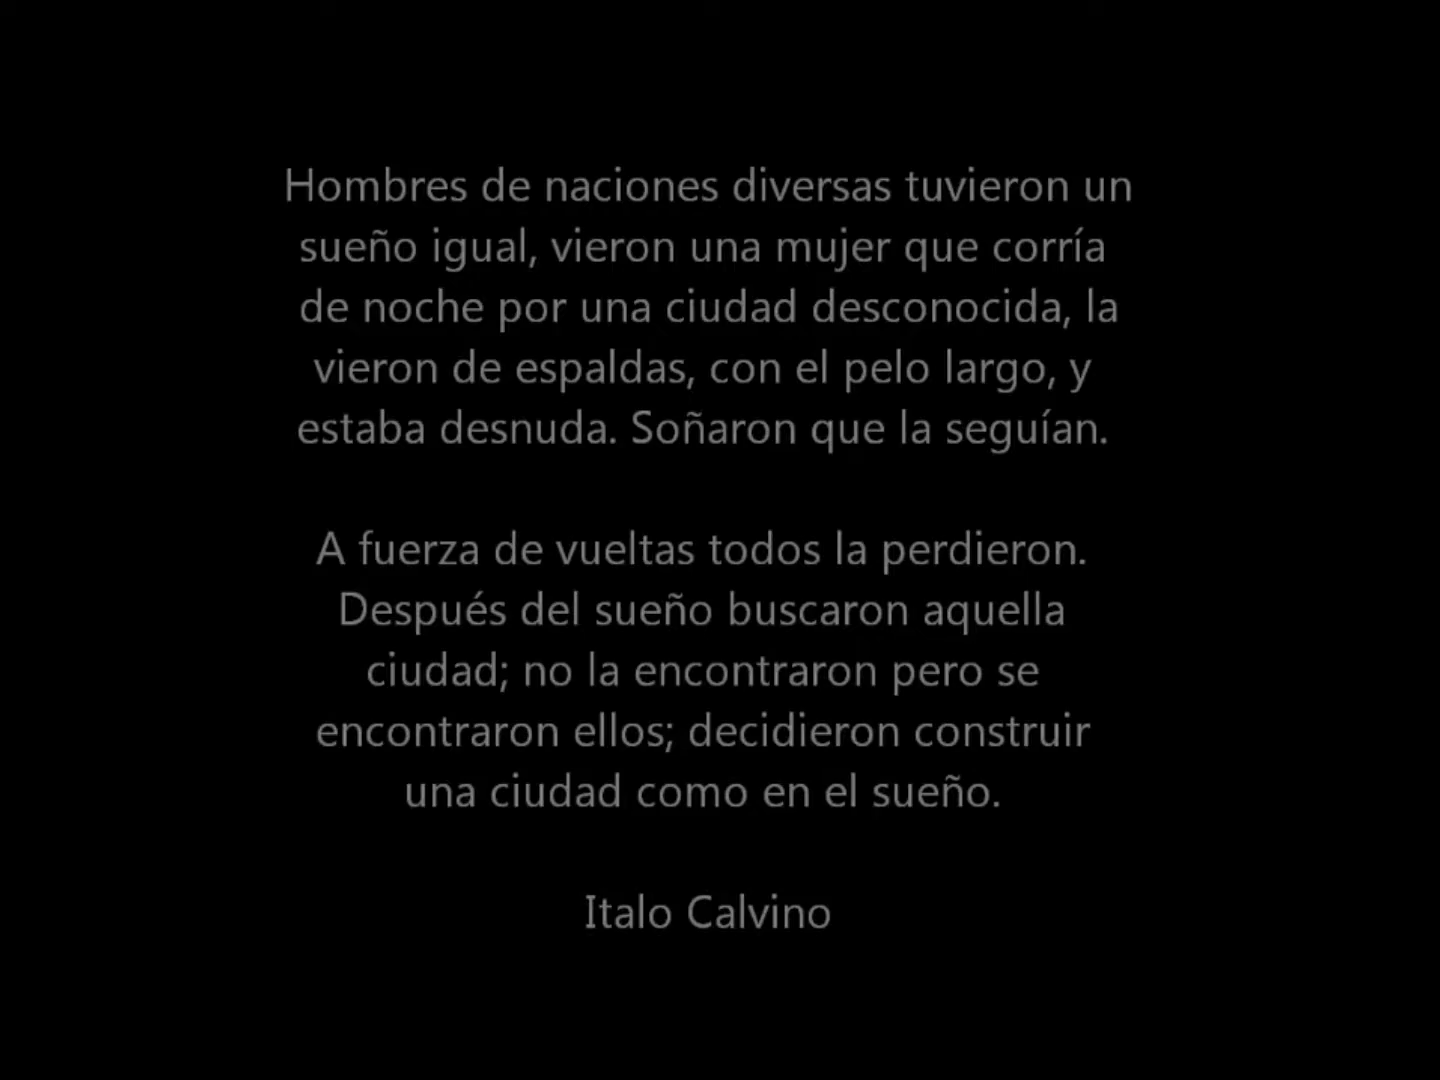 Hombres de naciones diversas tuvieron un
sueño igual, vieron una mujer que corría
de noche por una ciudad desconocida, la
vieron de espaldas, con el pelo largo, y
estaba desnuda. Soñaron que la seguían.
A fuerza de vueltas todos la perdieron.
Después del sueño buscaron aquella
ciudad; no la encontraron pero se
encontraron ellos; decidieron construir
una ciudad como en el sueño.
Italo Calvino